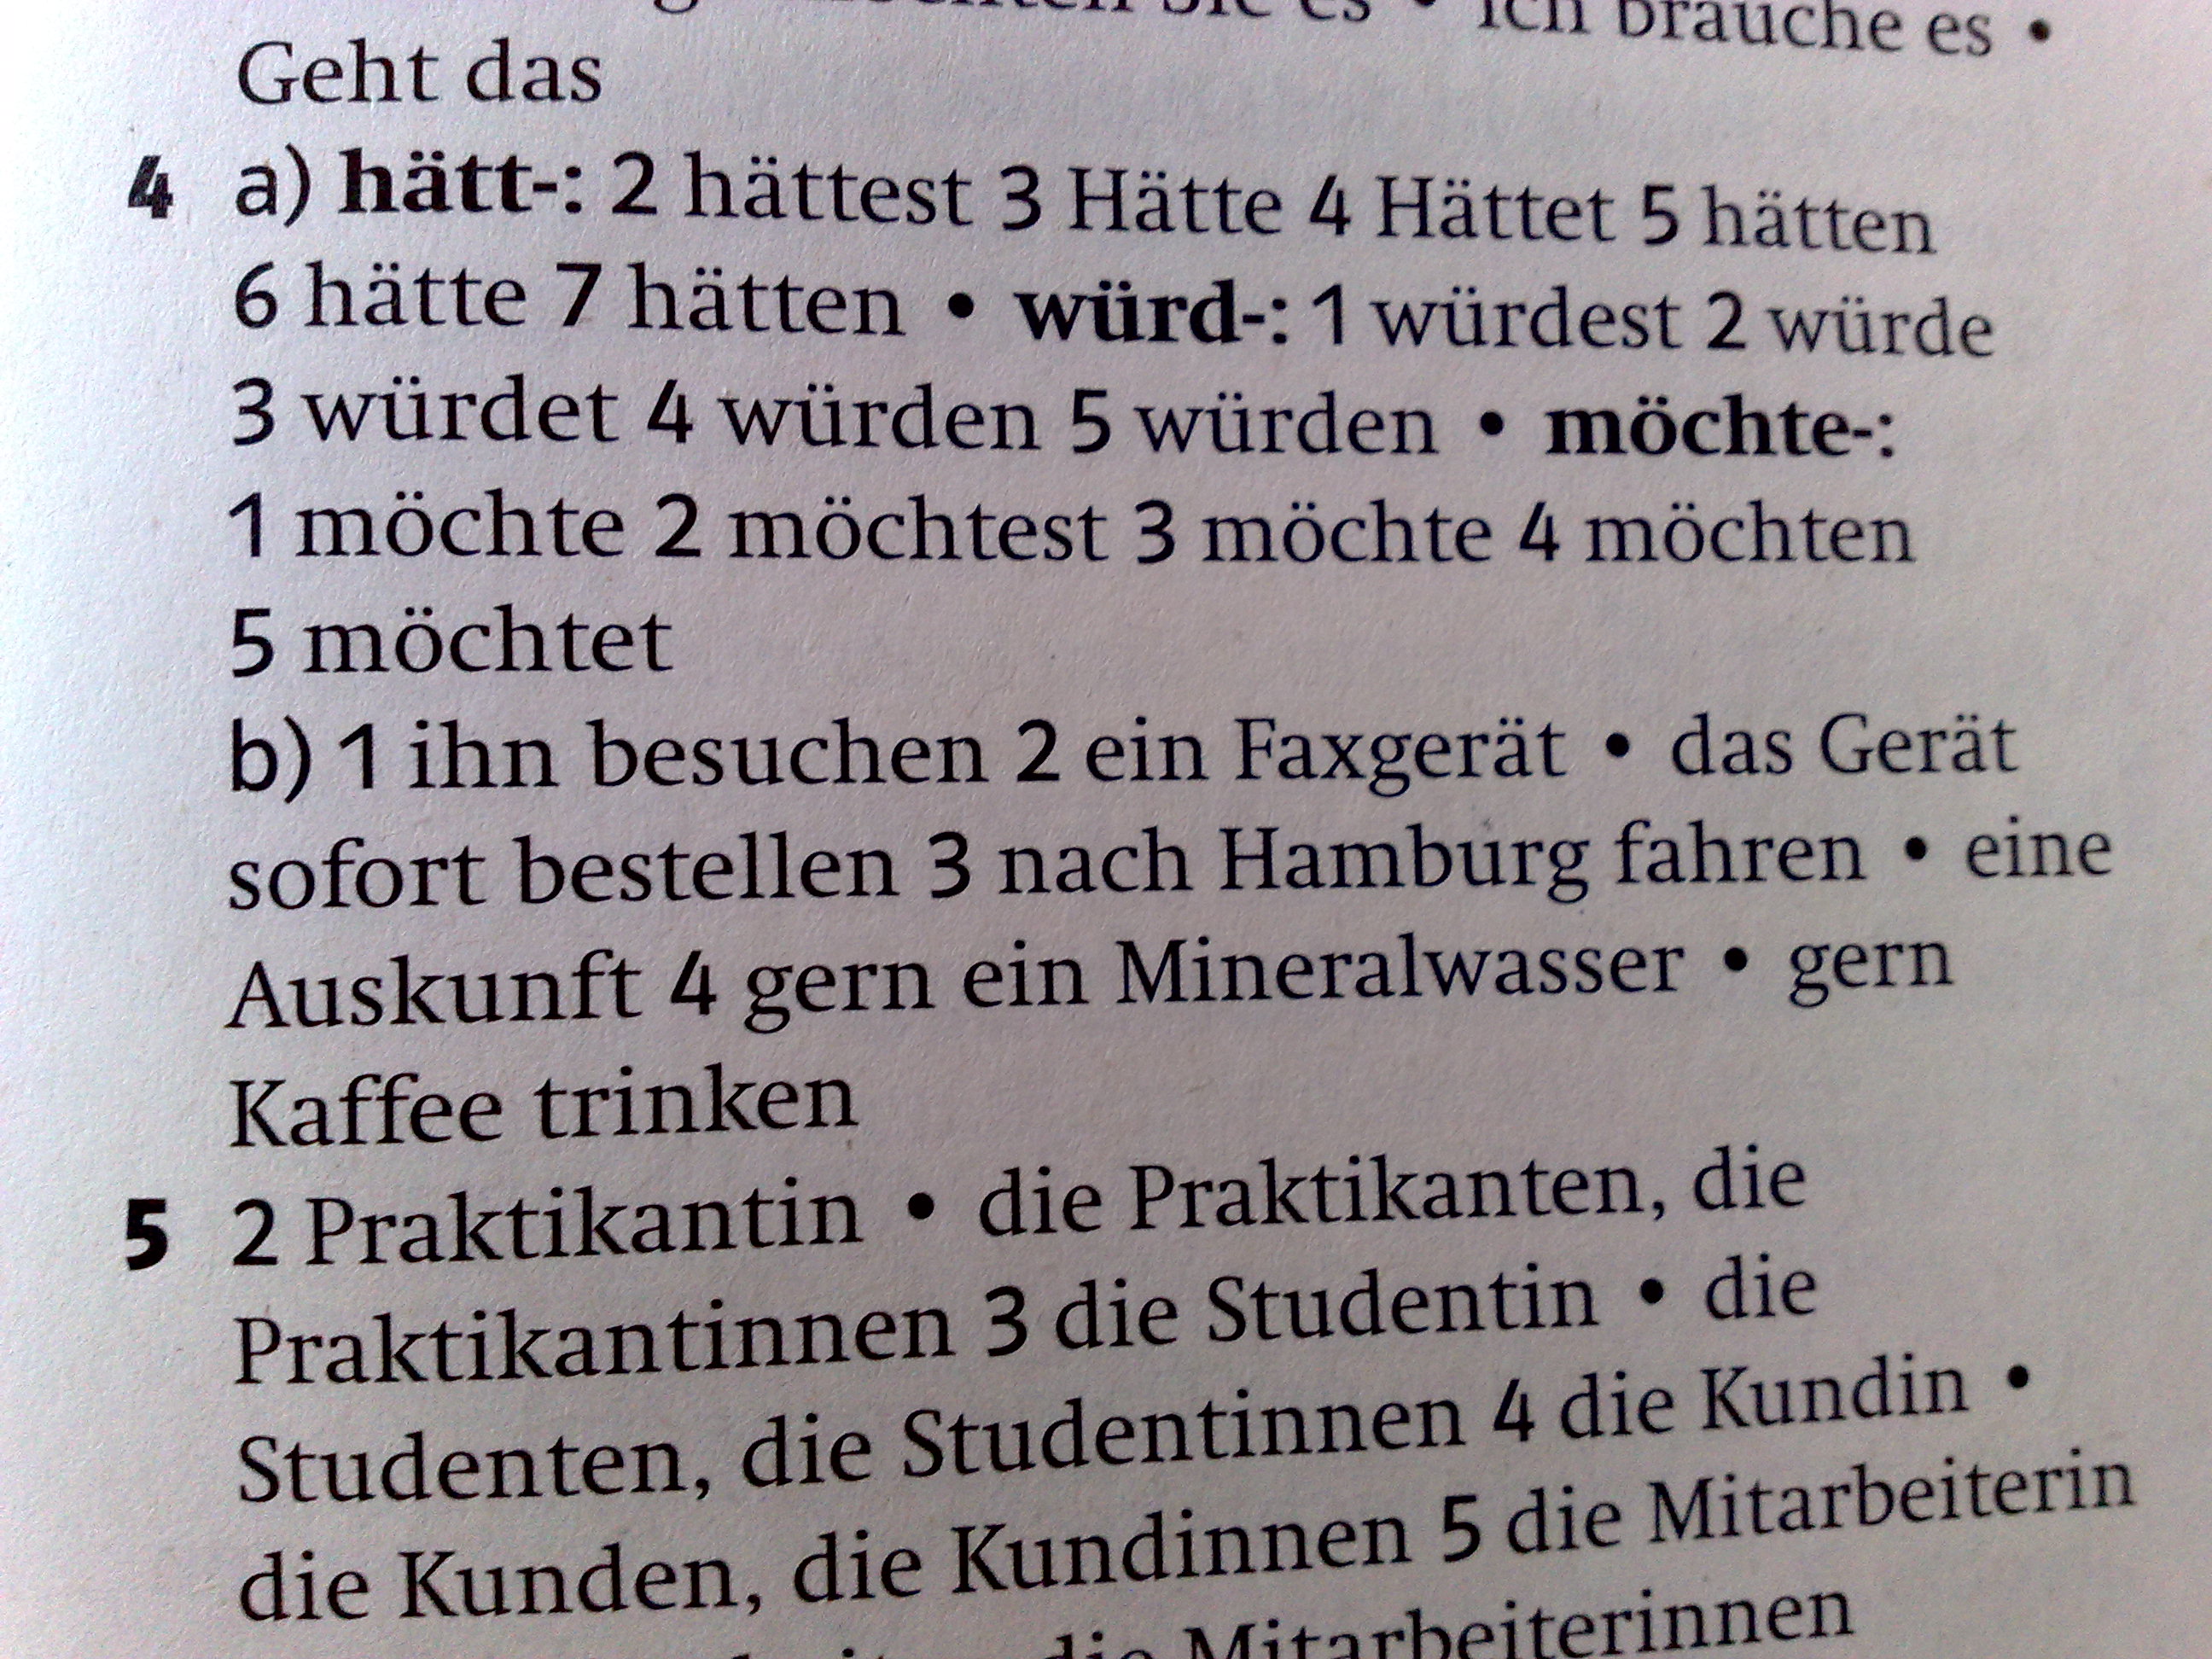 Sie es • ich brauche es •
Geht das
4 a) hätt-: 2 hättest 3 Hätte 4 Hättet 5 hätten
6 hätte 7 hätten • würd-: 1 würdest 2 würde
3 würdet 4 würden 5 würden • möchte-:
1 möchte 2 möchtest 3 möchte 4 möchten
5 möchtet
b) 1 ihn besuchen 2 ein Faxgerät • das Gerät
sofort bestellen 3 nach Hamburg fahren • eine
Auskunft 4 gern ein Mineralwasser • gern
Kaffee trinken
5 2 Praktikantin • die Praktikanten, die
Praktikantinnen 3 die Studentin • die
Studenten, die Studentinnen 4 die Kundin •
die Kunden, die Kundinnen 5 die Mitarbeiterin
die Mitarbeiterinnen